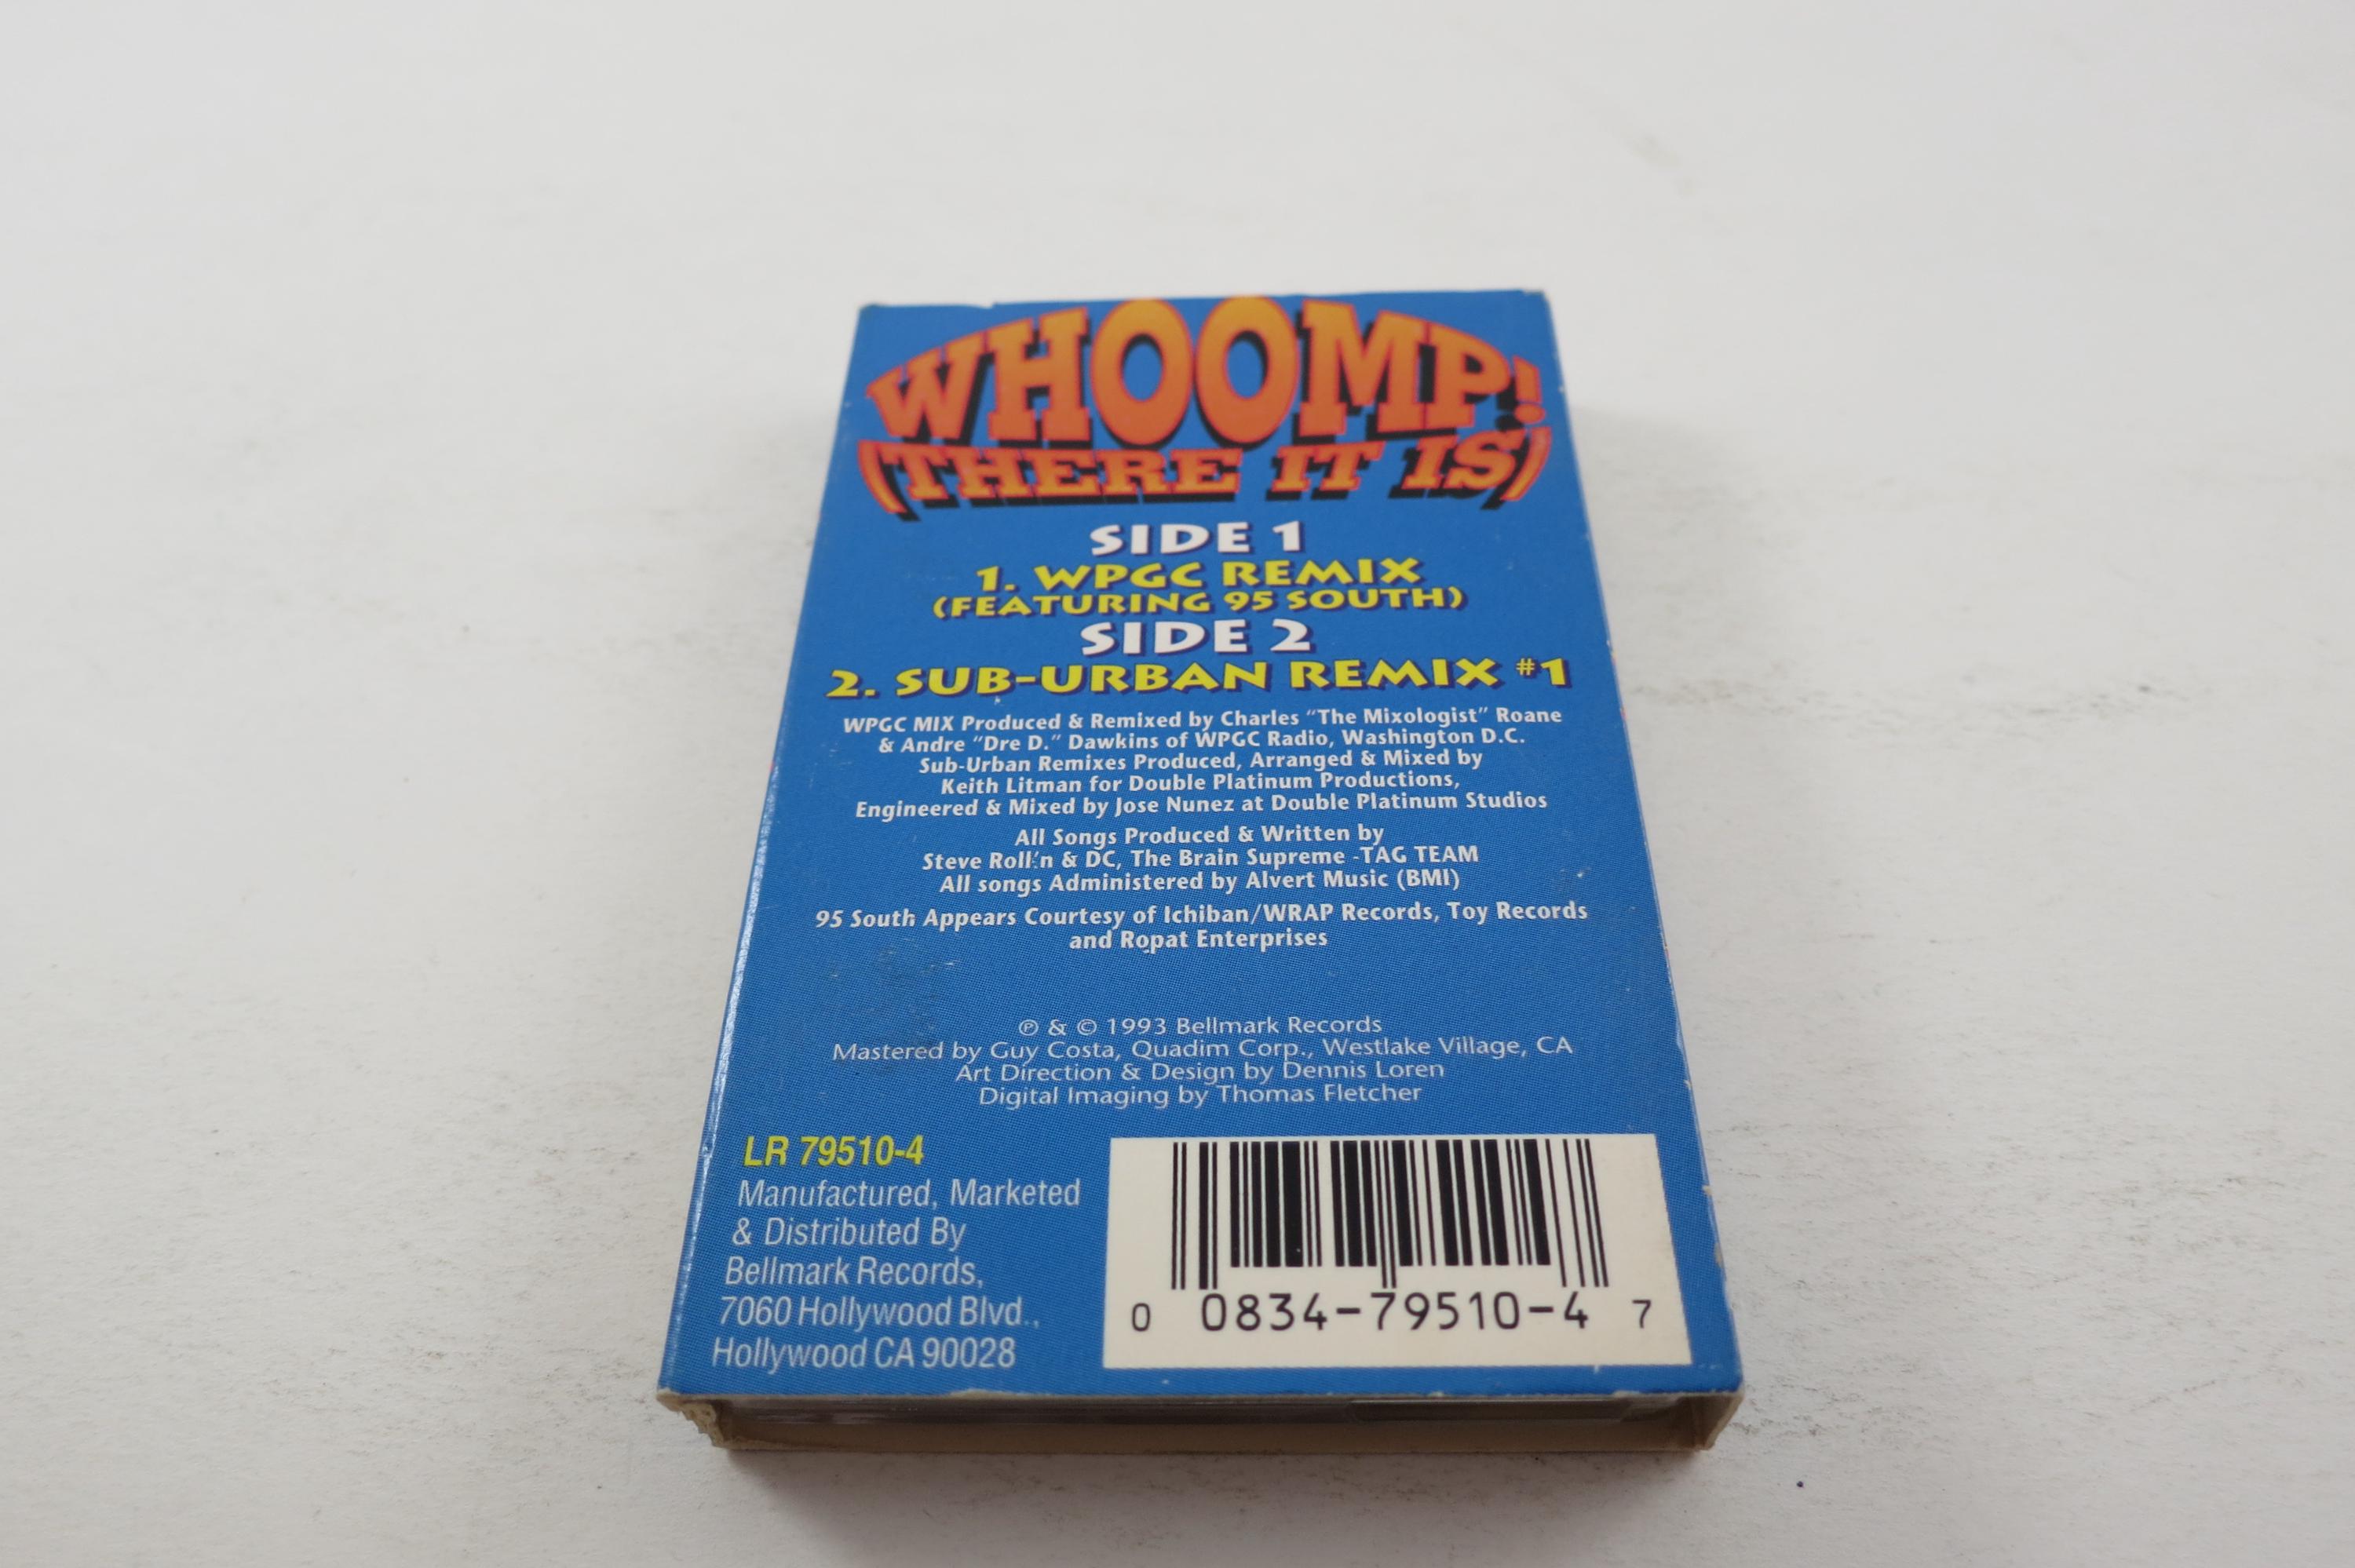 WHOOMP!
(THERE IT IS)
SIDE 1
1. WPGC REMIX
(FEATURING 95 SOUTH)
SIDE 2
2. SUB-URBAN REMIX #1
WPGC MIX Produced & Remixed by Charles "The Mixologist" Roane
& Andre "Dre D." Dawkins of WPGC Radio, Washington D.C.
Sub-Urban Remixes Produced, Arranged & Mixed by
Keith Litman for Double Platinum Productions,
Engineered & Mixed by Jose Nunez at Double Platinum Studios
All Songs Produced & Written by
Steve Roll'n & DC, The Brain Supreme -TAG TEAM
All songs Administered by Alvert Music (BMI)
95 South Appears Courtesy of Ichiban/WRAP Records, Toy Records
and Ropat Enterprises
℗ & © 1993 Bellmark Records
Mastered by Guy Costa, Quadim Corp., Westlake Village, CA
Art Direction & Design by Dennis Loren
Digital Imaging by Thomas Fletcher
LR 79510-4
Manufactured, Marketed
& Distributed By
Bellmark Records,
7060 Hollywood Blvd.,
Hollywood CA 90028
0 0834-79510-4 7